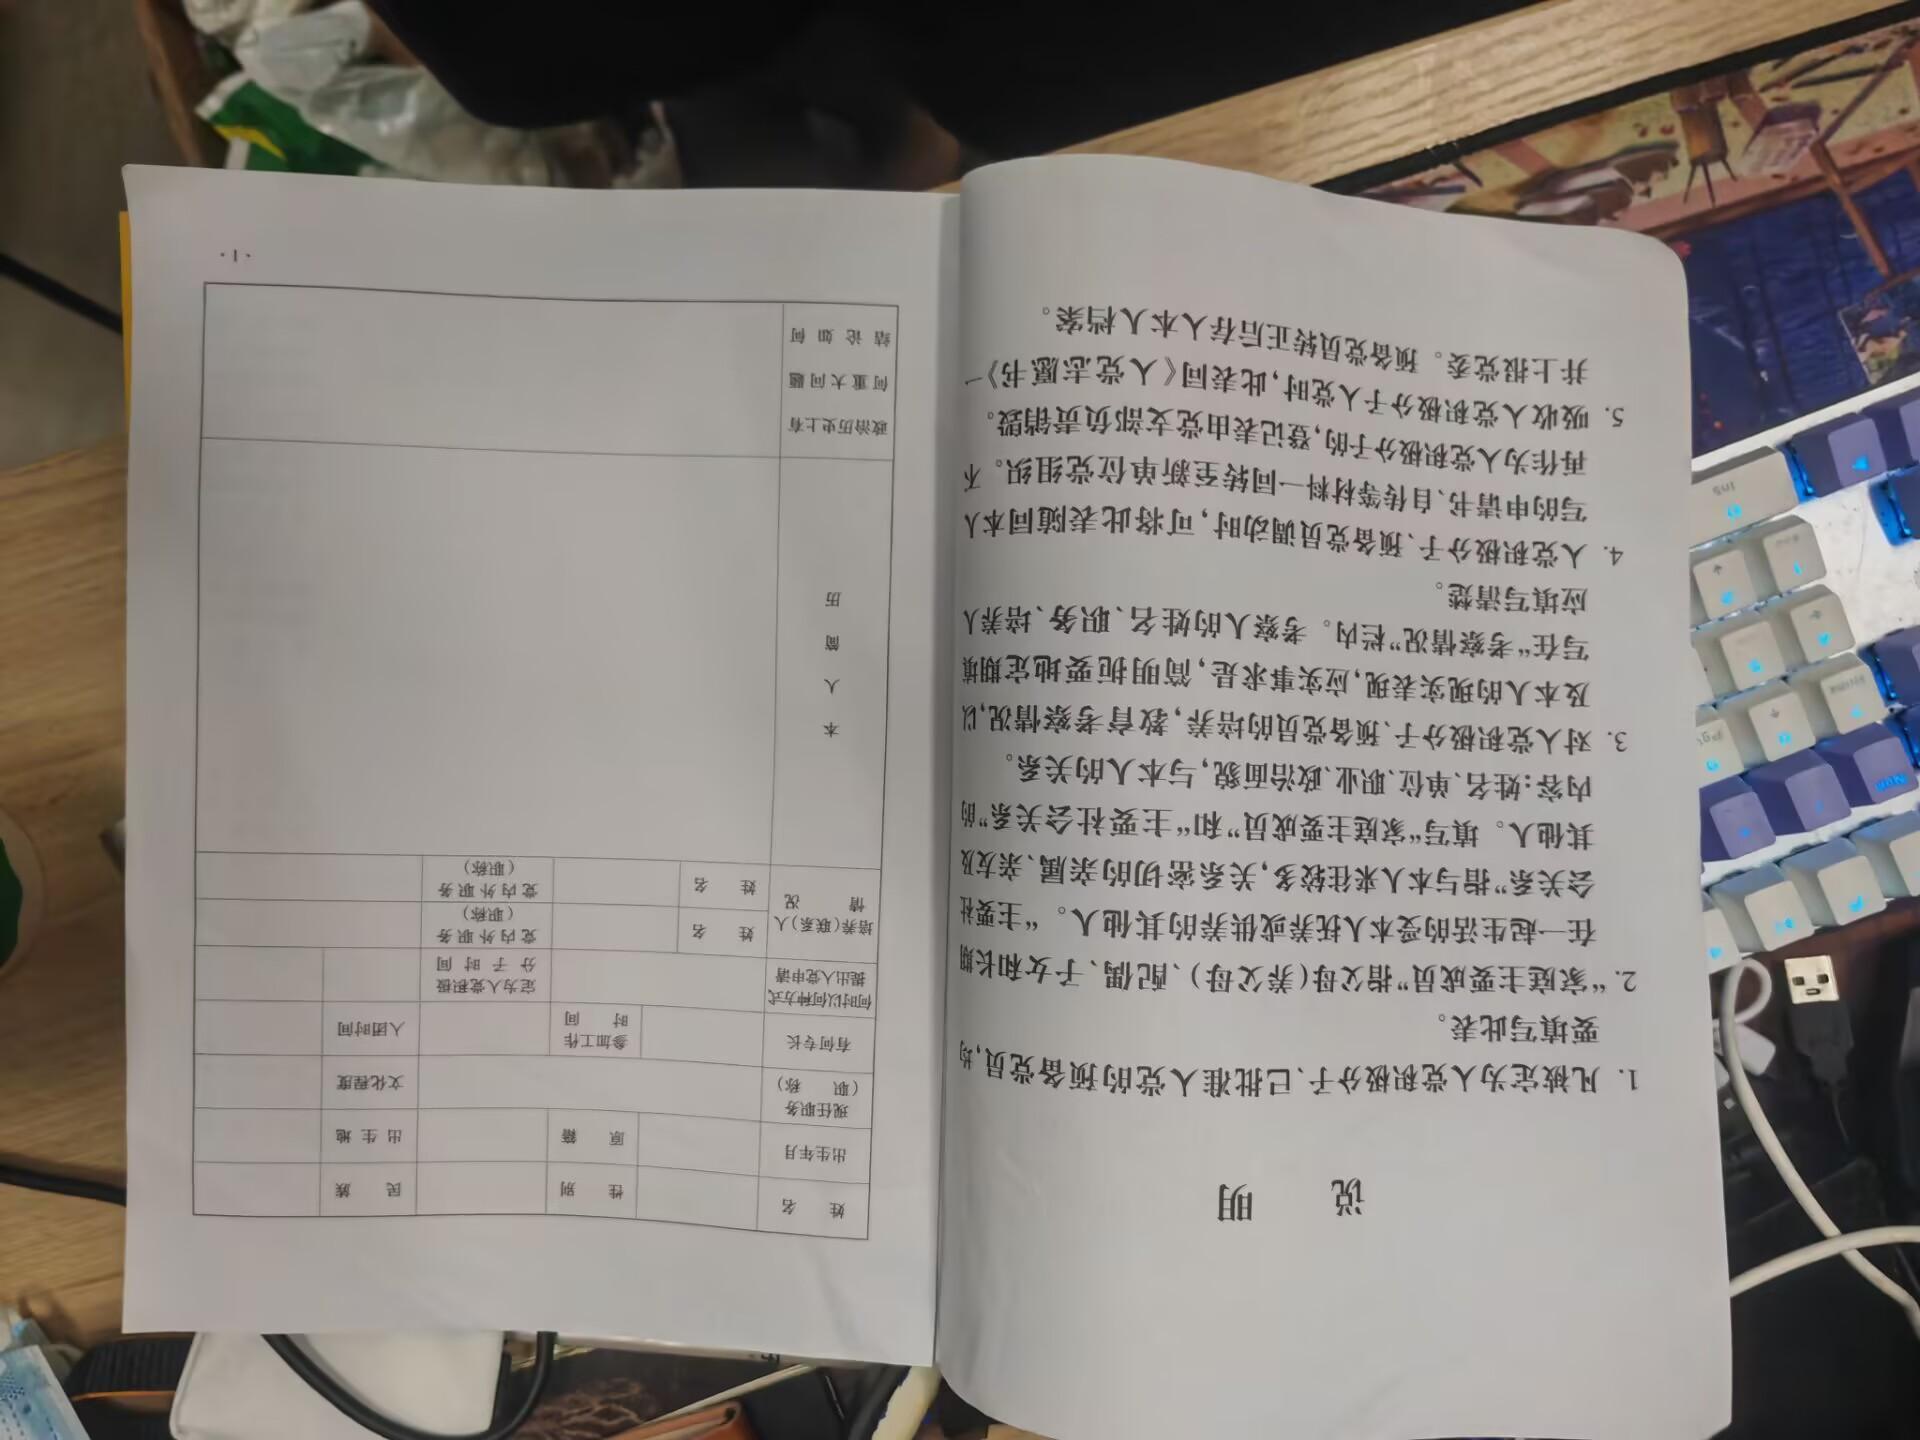 说 明
1. 凡被定为入党积极分子、已批准入党的预备党员,均
要填写此表。
2. “家庭主要成员”指父母(养父母)、配偶、子女和长期
在一起生活的受本人抚养或供养的其他人。“主要社
会关系”指与本人来往较多,关系密切的亲属、亲友及
其他人。填写“家庭主要成员”和“主要社会关系”的
内容:姓名、单位、职业、政治面貌,与本人的关系。
3. 对入党积极分子、预备党员的培养,教育考察情况,以
及本人的现实表现,应实事求是,简明扼要地定期填
写在“考察情况”栏内。考察人的姓名、职务、培养人
应填写清楚。
4. 入党积极分子、预备党员调动时,可将此表随同本人
写的申请书、自传等材料一同转至新单位党组织。不
再作为入党积极分子的,登记表由党支部负责销毁。
5. 吸收入党积极分子入党时,此表同《入党志愿书》一
并上报党委。预备党员转正后存入本人档案。
姓 名 性 别 民 族
出生年月 原 籍 出生地
现任职务
(职 称)
文化程度
有何专长
参加工作
时 间
入团时间
何时以何种方式
提出入党申请
定为入党积极
分子时间
培养(联系)人
情 况
姓 名
党内外职务
(职称)
姓 名
党内外职务
(职称)
本
人
简
历
政治历史上有
何重大问题
结论如何
·1·
Ins
0
End
1
PgDn
Home
7
9
Num